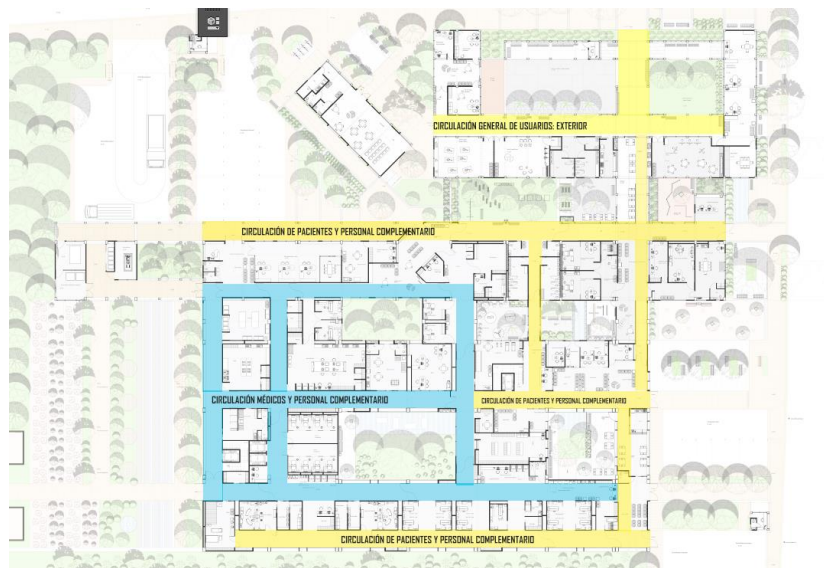 CIRCULACIÓN GENERAL DE USUARIOS: EXTERIOR
CIRCULACIÓN DE PACIENTES Y PERSONAL COMPLEMENTARIO
CIRCULACIÓN MÉDICOS Y PERSONAL COMPLEMENTARIO
CIRCULACIÓN DE PACIENTES Y PERSONAL COMPLEMENTARIO
CIRCULACIÓN DE PACIENTES Y PERSONAL COMPLEMENTARIO